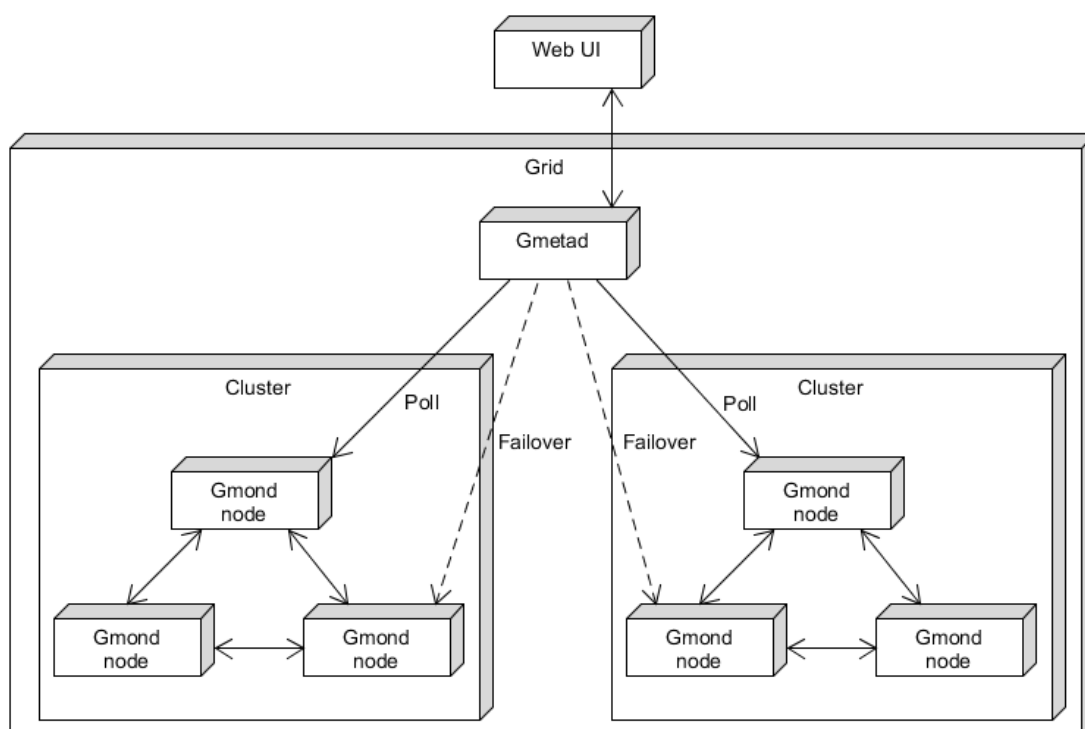 Web UI
Grid
Gmetad
Cluster
Cluster
Poll
Poll
Failover
Failover
Gmond
node
Gmond
node
Gmond
node
Gmond
node
Gmond
node
Gmond
node